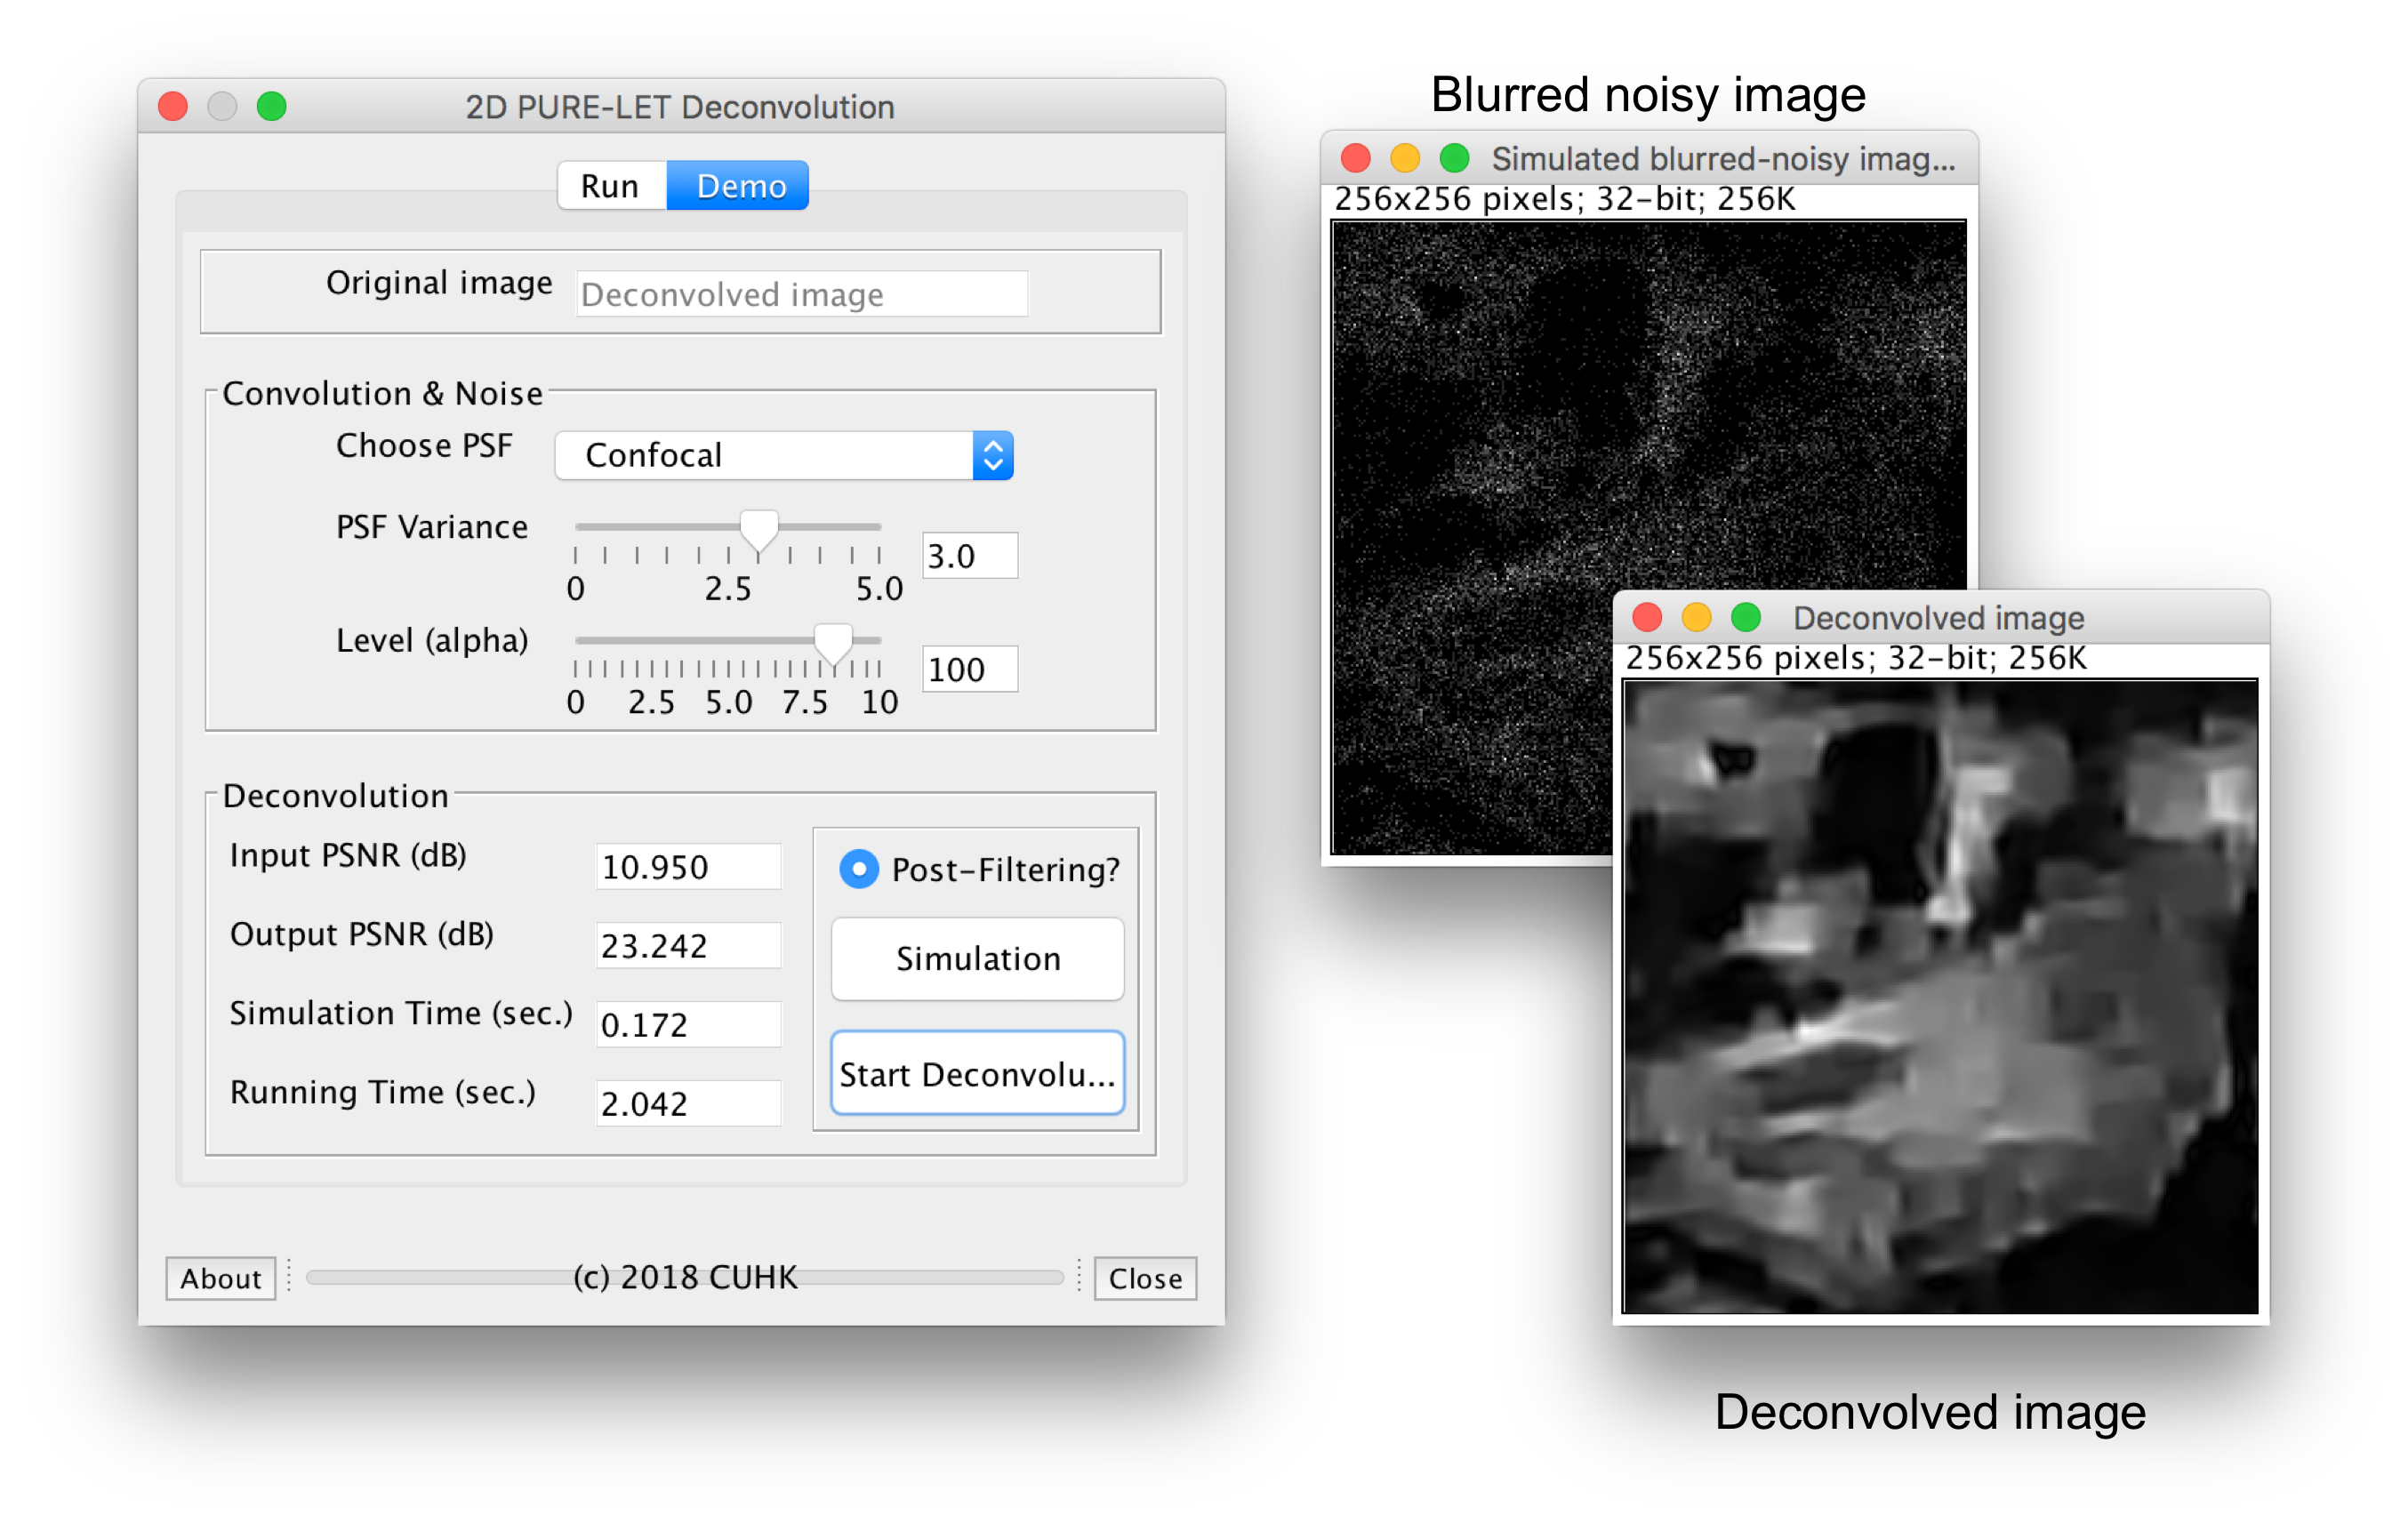 2D PURE-LET Deconvolution
Run Demo
Original image Deconvolved image
Convolution & Noise
Choose PSF Confocal
PSF Variance 3.0
0 2.5 5.0
Level (alpha) 100
0 2.5 5.0 7.5 10
Deconvolution
Input PSNR (dB) 10.950
Output PSNR (dB) 23.242
Simulation Time (sec.) 0.172
Running Time (sec.) 2.042
Post-Filtering?
Simulation
Start Deconvolu...
About (c) 2018 CUHK Close
Blurred noisy image
Simulated blurred-noisy imag...
256x256 pixels; 32-bit; 256K
Deconvolved image
256x256 pixels; 32-bit; 256K
Deconvolved image